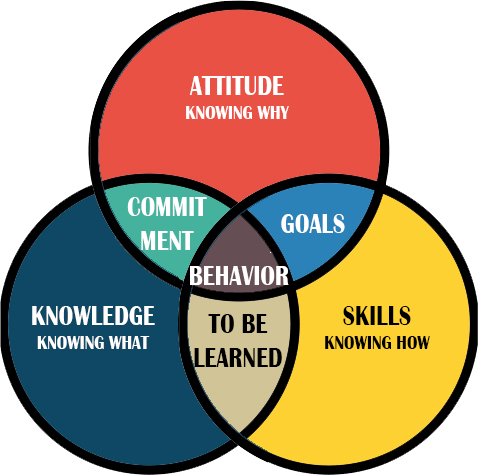 ATTITUDE
KNOWING WHY
COMMIT
MENT
GOALS
BEHAVIOR
KNOWLEDGE
KNOWING WHAT
TO BE
LEARNED
SKILLS
KNOWING HOW